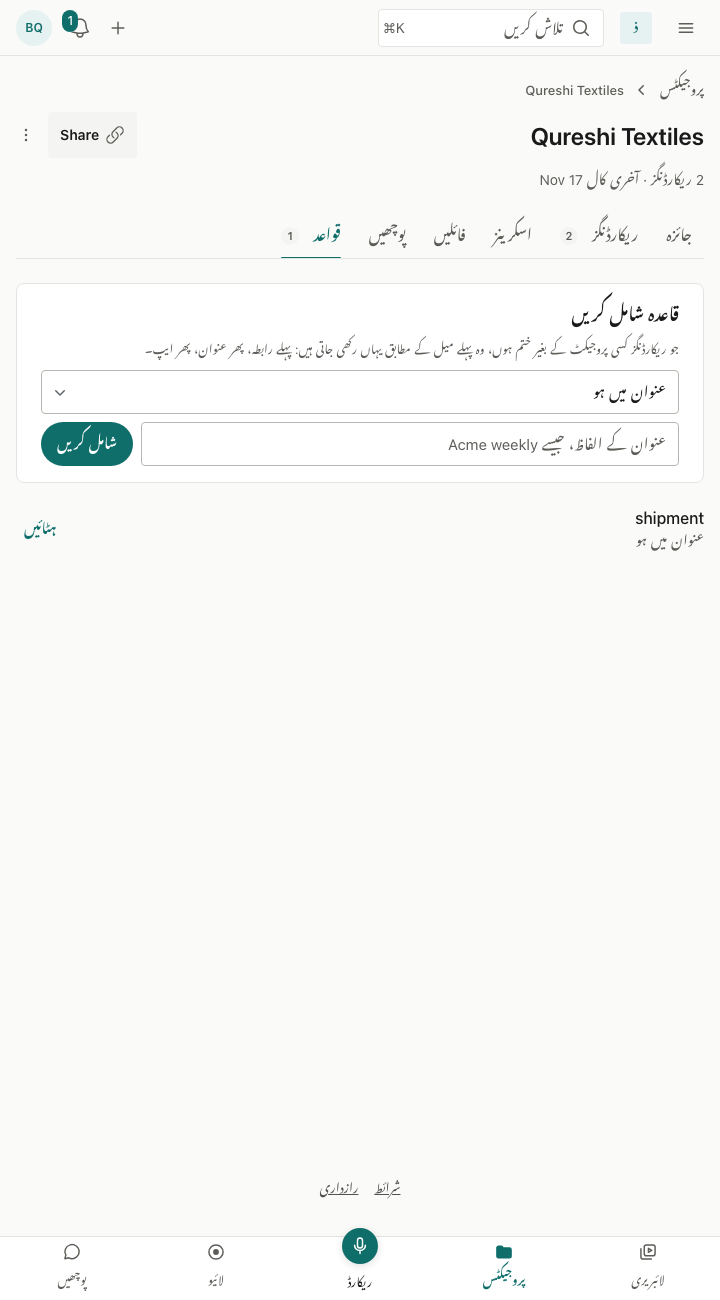 ذ
تلاش کریں ⌘K
1
BQ
پروجیکٹس
Qureshi Textiles
Qureshi Textiles
Share
2 ریکارڈنگز · آخری کال Nov 17
جائزہ
ریکارڈنگز 2
اسکرینز
فائلیں
پوچھیں
قواعد 1
قاعدہ شامل کریں
جو ریکارڈنگز کسی پروجیکٹ کے بغیر ختم ہوں، وہ پہلے میل کے مطابق یہاں رکھی جاتی ہیں: پہلے رابطہ، پھر عنوان، پھر ایپ۔
عنوان میں ہو
عنوان کے الفاظ، جیسے Acme weekly
شامل کریں
shipment
عنوان میں ہو
ہٹائیں
شرائط
رازداری
لائبریری
پروجیکٹس
ریکارڈ
لائیو
پوچھیں